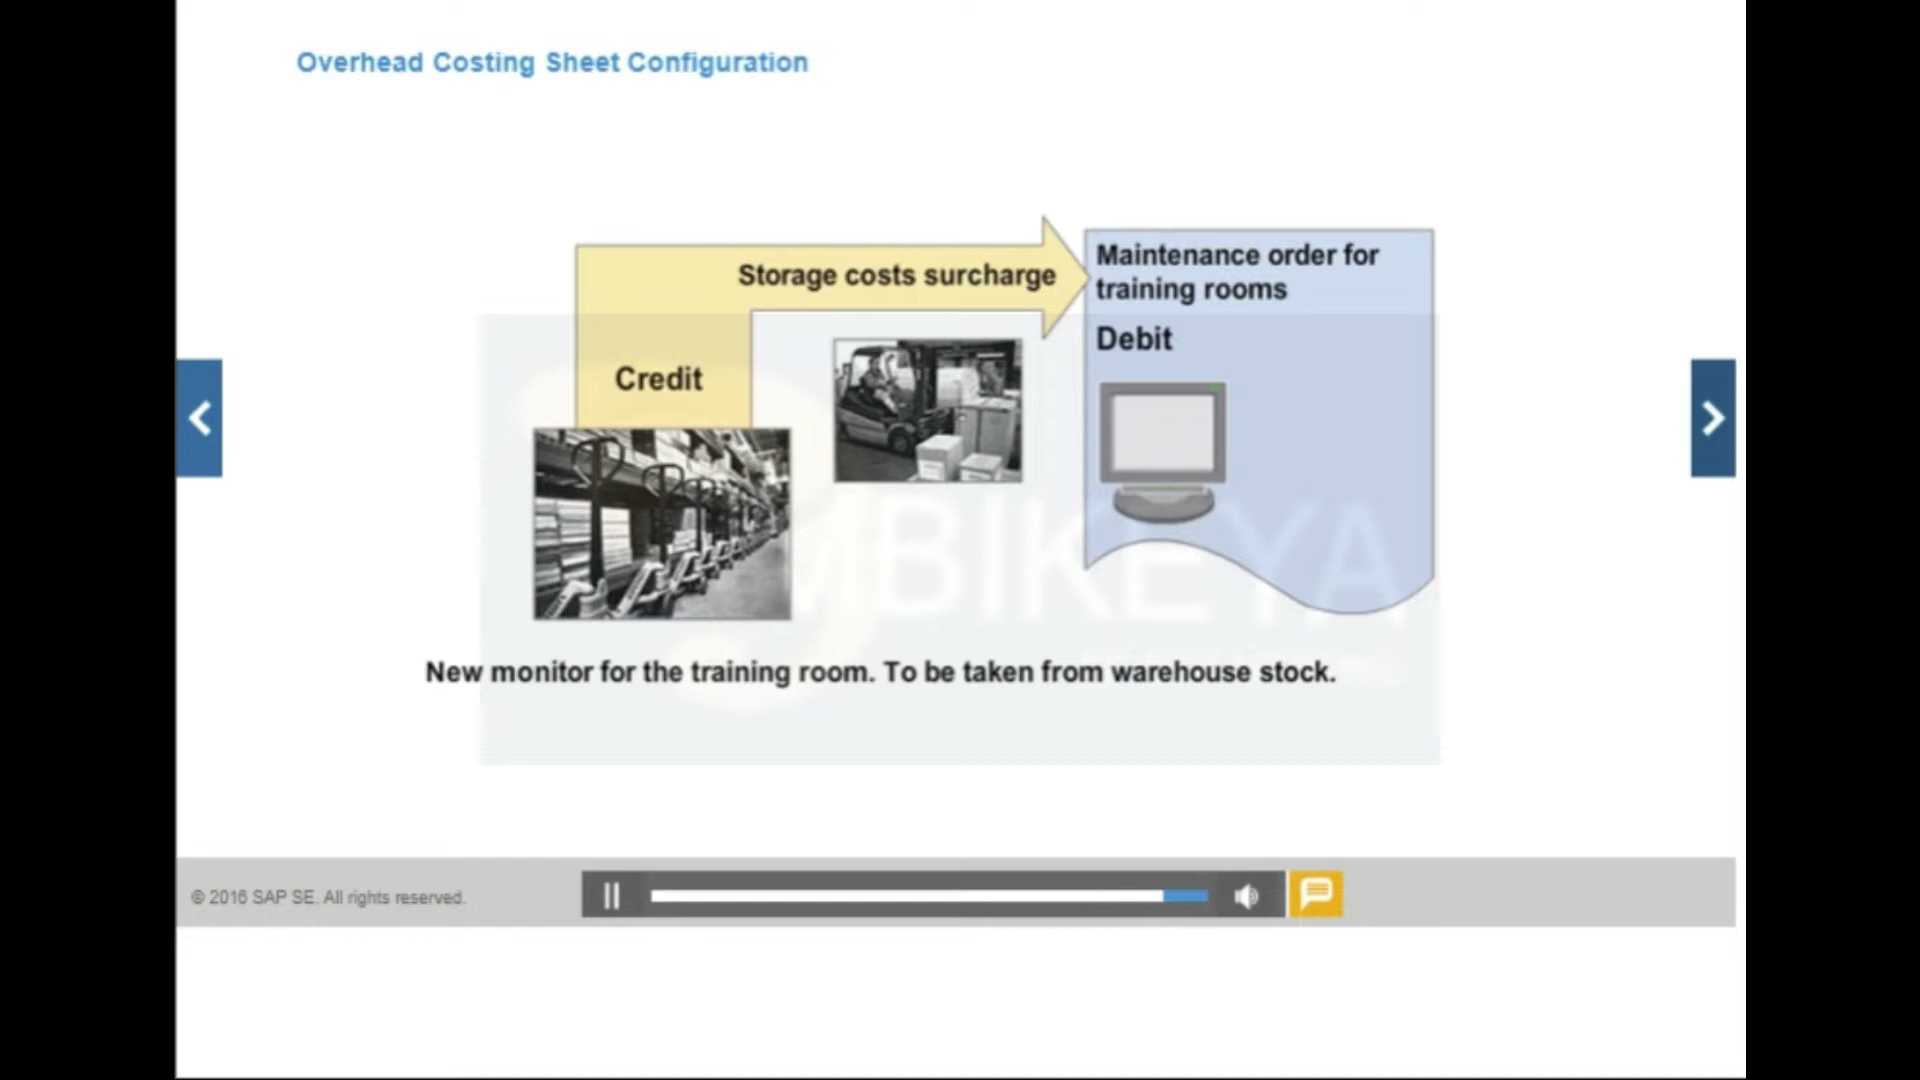 Overhead Costing Sheet Configuration
Storage costs surcharge
Maintenance order for
training rooms
Credit
Debit
New monitor for the training room. To be taken from warehouse stock.
© 2016 SAP SE. All rights reserved.